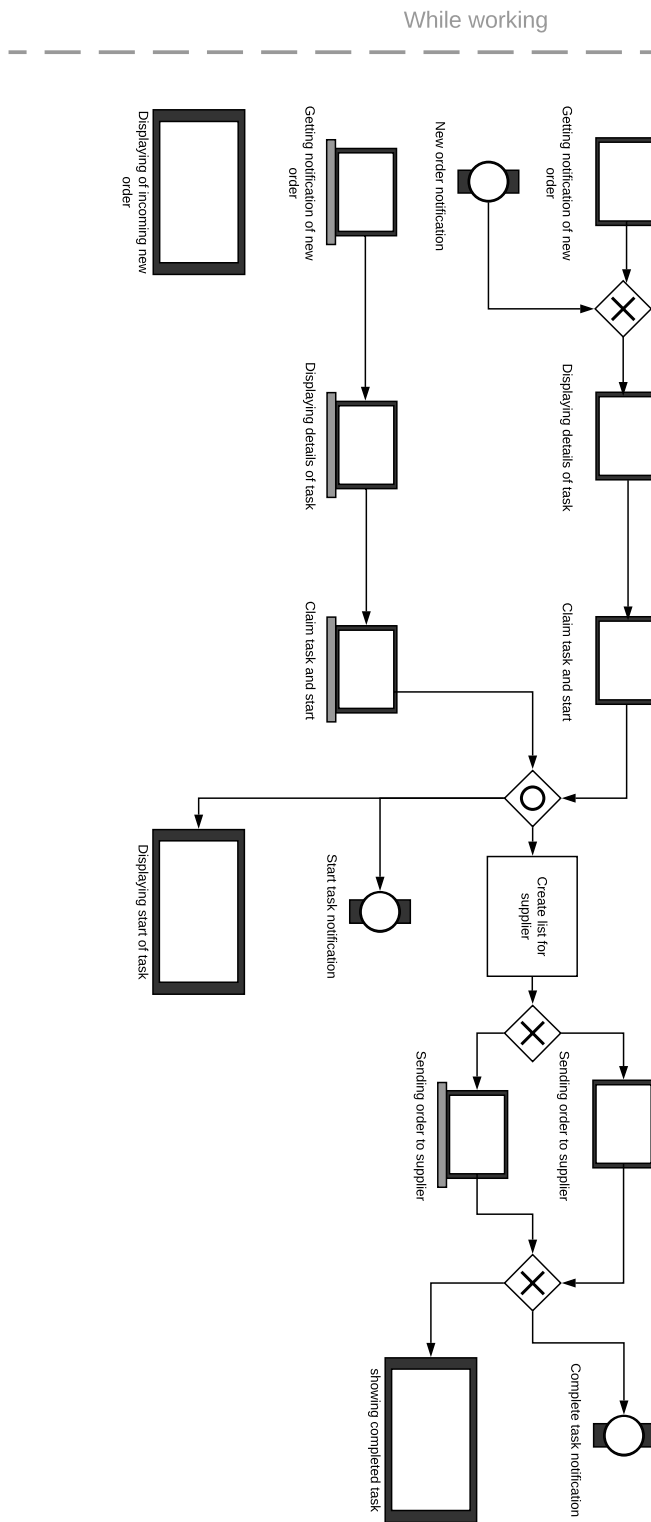 While working
Getting notification of new
order
New order notification
Getting notification of new
order
Displaying of incoming new
order
Displaying details of task
Displaying details of task
Claim task and start
Claim task and start
Create list for
supplier
Start task notification
Displaying start of task
Sending order to supplier
Sending order to supplier
Complete task notification
showing completed task